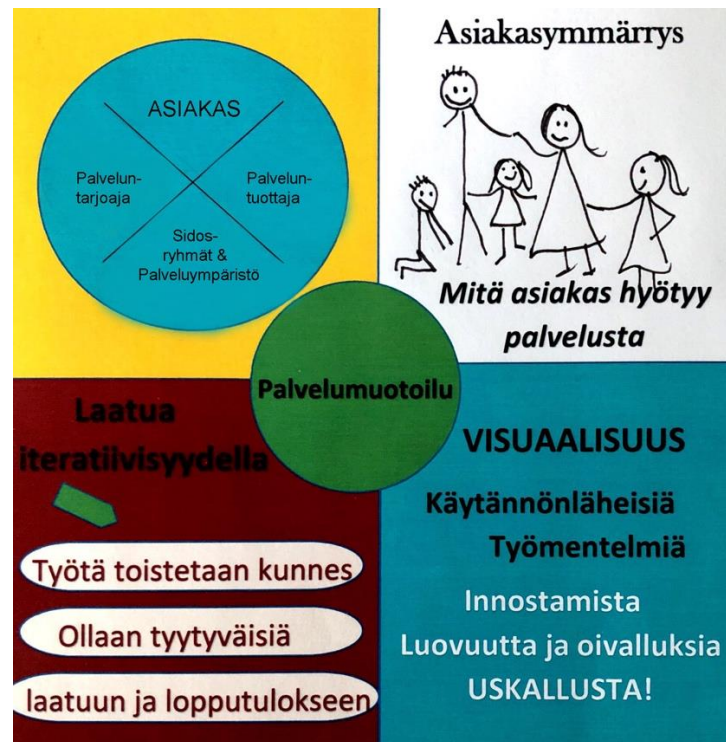 ASIAKAS
Palvelun-
tarjoaja
Palvelun-
tuottaja
Sidos-
ryhmät &
Palveluympäristö
Asiakasymmärrys
Mitä asiakas hyötyy
palvelusta
Palvelumuotoilu
Laatua
iteratiivisyydella
Työtä toistetaan kunnes
Ollaan tyytyväisiä
laatuun ja lopputulokseen
VISUAALISUUS
Käytännönläheisiä
Työmentelmiä
Innostamista
Luovuutta ja oivalluksia
USKALLUSTA!